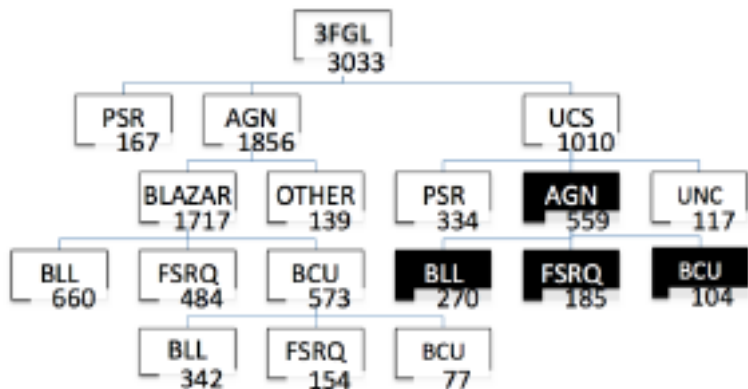 3FGL
3033
PSR
167
AGN
1856
UCS
1010
BLAZAR
1717
OTHER
139
PSR
334
AGN
559
UNC
117
BLL
660
FSRQ
484
BCU
573
BLL
270
FSRQ
185
BCU
104
BLL
342
FSRQ
154
BCU
77